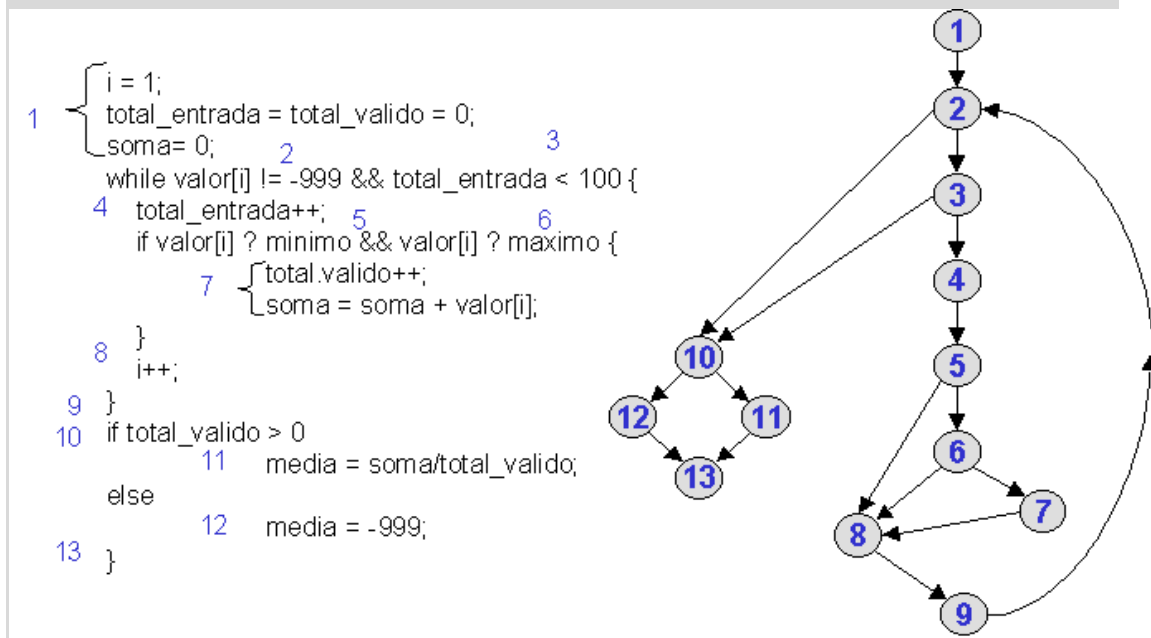 1
i = 1;
total_entrada = total_valido = 0;
soma= 0;
2 3
while valor[i] != -999 && total_entrada < 100 {
4 total_entrada++;
5 6
if valor[i] ? minimo && valor[i] ? maximo {
7 total.valido++;
soma = soma + valor[i];
}
8 i++;
9 }
10 if total_valido > 0
11 media = soma/total_valido;
else
12 media = -999;
13 }
1
2
3
4
5
6
7
8
9
10
12 11
13